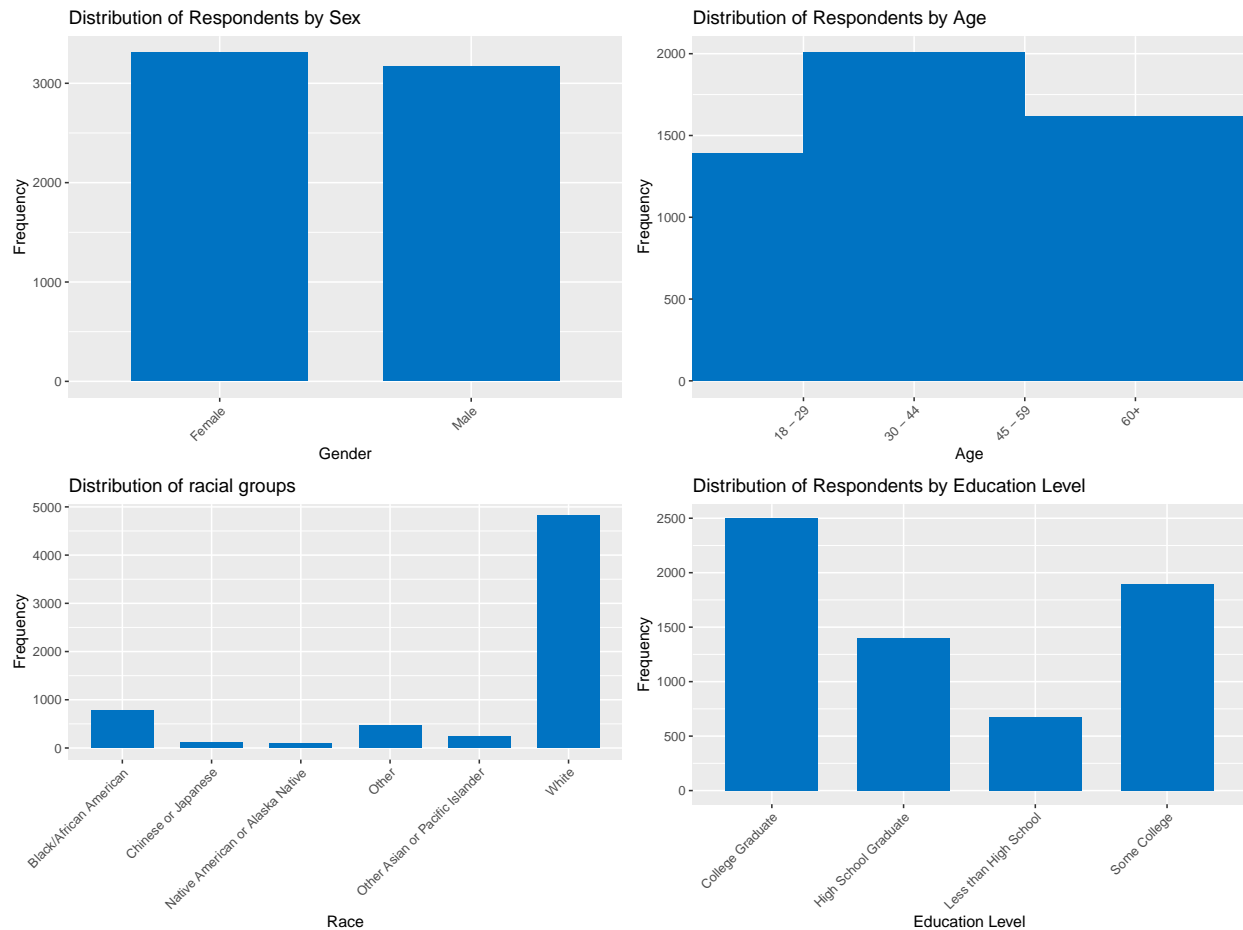 Distribution of Respondents by Sex
3000
2000
1000
0
Frequency
Female
Male
Gender
Distribution of Respondents by Age
2000
1500
1000
500
0
Frequency
18 − 29
30 − 44
45 − 59
60+
Age
Distribution of racial groups
5000
4000
3000
2000
1000
0
Frequency
Black/African American
Chinese or Japanese
Native American or Alaska Native
Other
Other Asian or Pacific Islander
White
Race
Distribution of Respondents by Education Level
2500
2000
1500
1000
500
0
Frequency
College Graduate
High School Graduate
Less than High School
Some College
Education Level